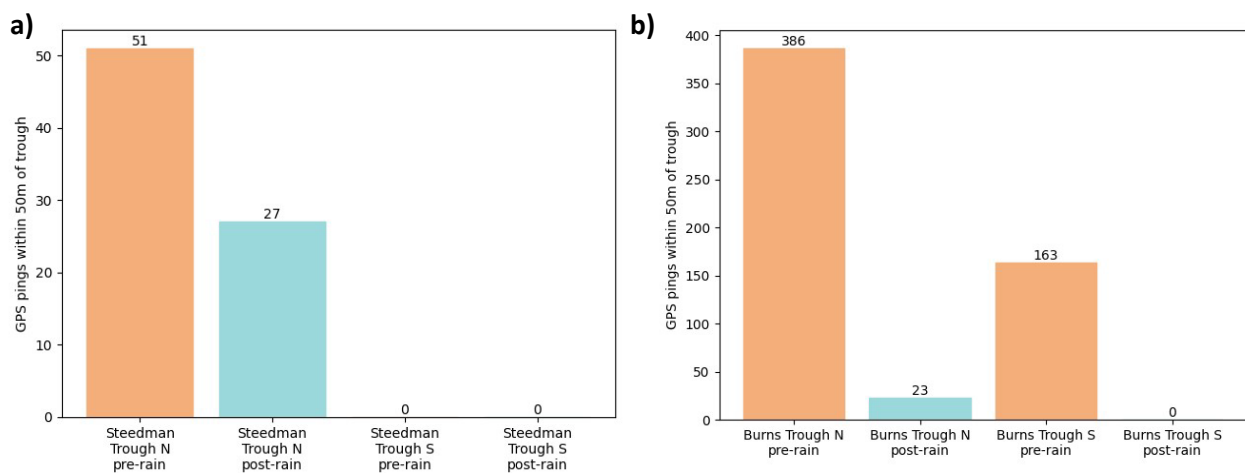 a)
GPS pings within 50m of trough
50
40
30
20
10
0
51
27
0
0
Steedman
Trough N
pre-rain
Steedman
Trough N
post-rain
Steedman
Trough S
pre-rain
Steedman
Trough S
post-rain
b)
GPS pings within 50m of trough
400
350
300
250
200
150
100
50
0
386
23
163
0
Burns Trough N
pre-rain
Burns Trough N
post-rain
Burns Trough S
pre-rain
Burns Trough S
post-rain